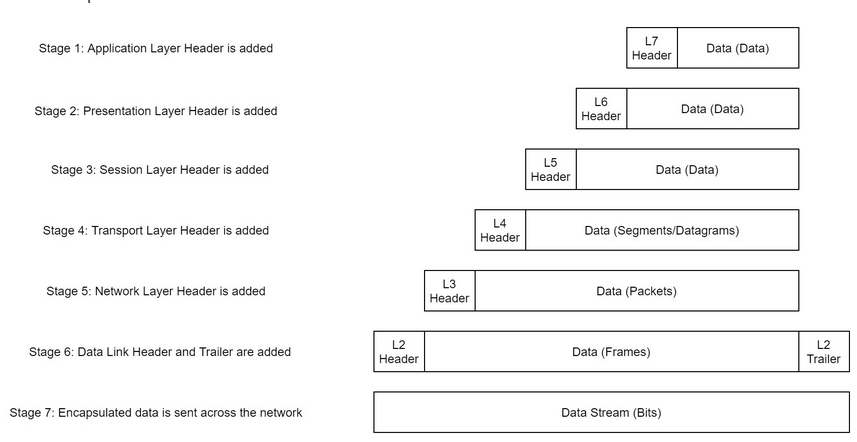 Stage 1: Application Layer Header is added
L7
Header
Data (Data)
Stage 2: Presentation Layer Header is added
L6
Header
Data (Data)
Stage 3: Session Layer Header is added
L5
Header
Data (Data)
Stage 4: Transport Layer Header is added
L4
Header
Data (Segments/Datagrams)
Stage 5: Network Layer Header is added
L3
Header
Data (Packets)
Stage 6: Data Link Header and Trailer are added
L2
Header
Data (Frames)
L2
Trailer
Stage 7: Encapsulated data is sent across the network
Data Stream (Bits)